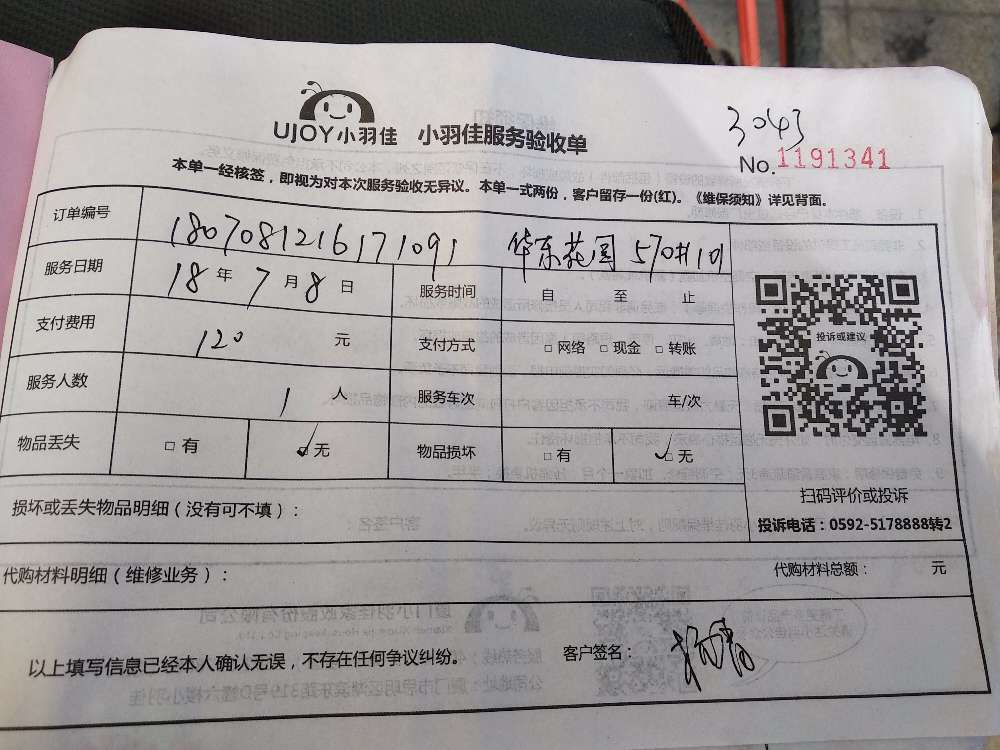 UJOY小羽佳 小羽佳服务验收单
3043
No.1191341
本单一经核签，即视为对本次服务验收无异议。本单一式两份，客户留存一份(红)。《维保须知》详见背面。
订单编号 1807081216171091 华东花园 570#101
服务日期 18年7月8日 服务时间 自 至 止
支付费用 120 元 支付方式 □网络 □现金 □转账
服务人数 1 人 服务车次 车/次
物品丢失 □有 ☑无 物品损坏 □有 ☑无
投诉或建议
扫码评价或投诉
投诉电话：0592-5178888转2
损坏或丢失物品明细（没有可不填）：
代购材料明细（维修业务）： 代购材料总额： 元
以上填写信息已经本人确认无误，不存在任何争议纠纷。 客户签名：